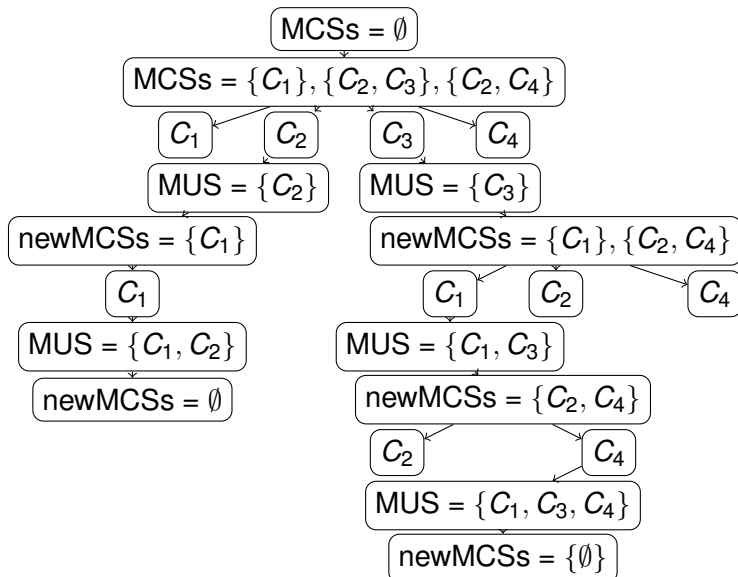 MCSs = ∅
MCSs = {C₁}, {C₂, C₃}, {C₂, C₄}
C₁ C₂ C₃ C₄
MUS = {C₂} MUS = {C₃}
newMCSs = {C₁} newMCSs = {C₁}, {C₂, C₄}
C₁ C₁ C₂ C₄
MUS = {C₁, C₂} MUS = {C₁, C₃}
newMCSs = ∅ newMCSs = {C₂, C₄}
C₂ C₄
MUS = {C₁, C₃, C₄}
newMCSs = {∅}